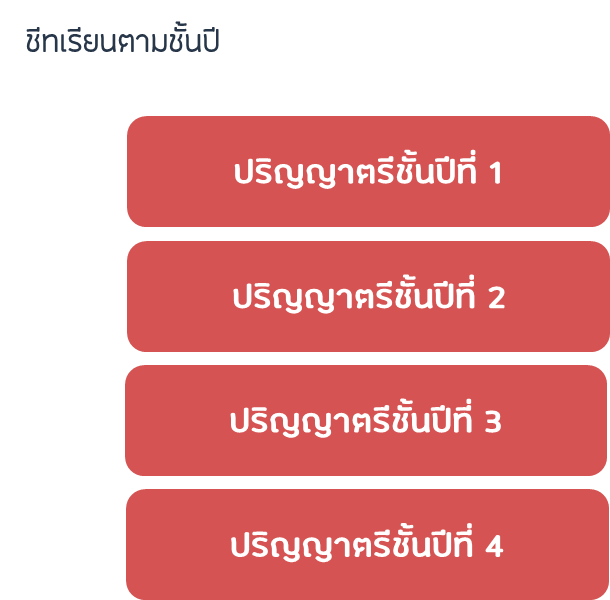 ชีทเรียนตามชั้นปี
ปริญญาตรีชั้นปีที่ 1
ปริญญาตรีชั้นปีที่ 2
ปริญญาตรีชั้นปีที่ 3
ปริญญาตรีชั้นปีที่ 4